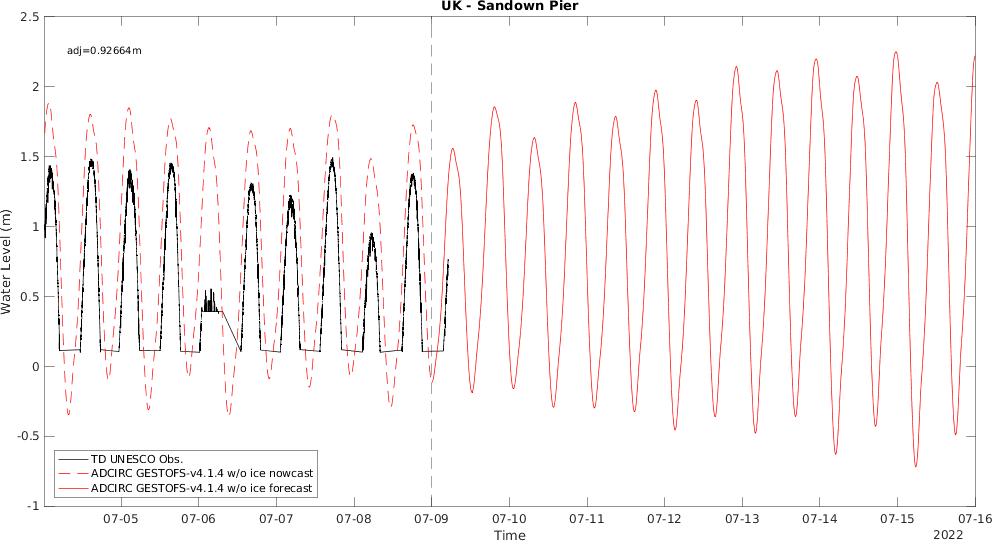 UK - Sandown Pier
2.5
adj=0.92664m
2
1.5
1
0.5
0
-0.5
-1
Water Level (m)
TD UNESCO Obs.
ADCIRC GESTOFS-v4.1.4 w/o ice nowcast
ADCIRC GESTOFS-v4.1.4 w/o ice forecast
07-05 07-06 07-07 07-08 07-09 07-10 07-11 07-12 07-13 07-14 07-15 07-16
Time
2022